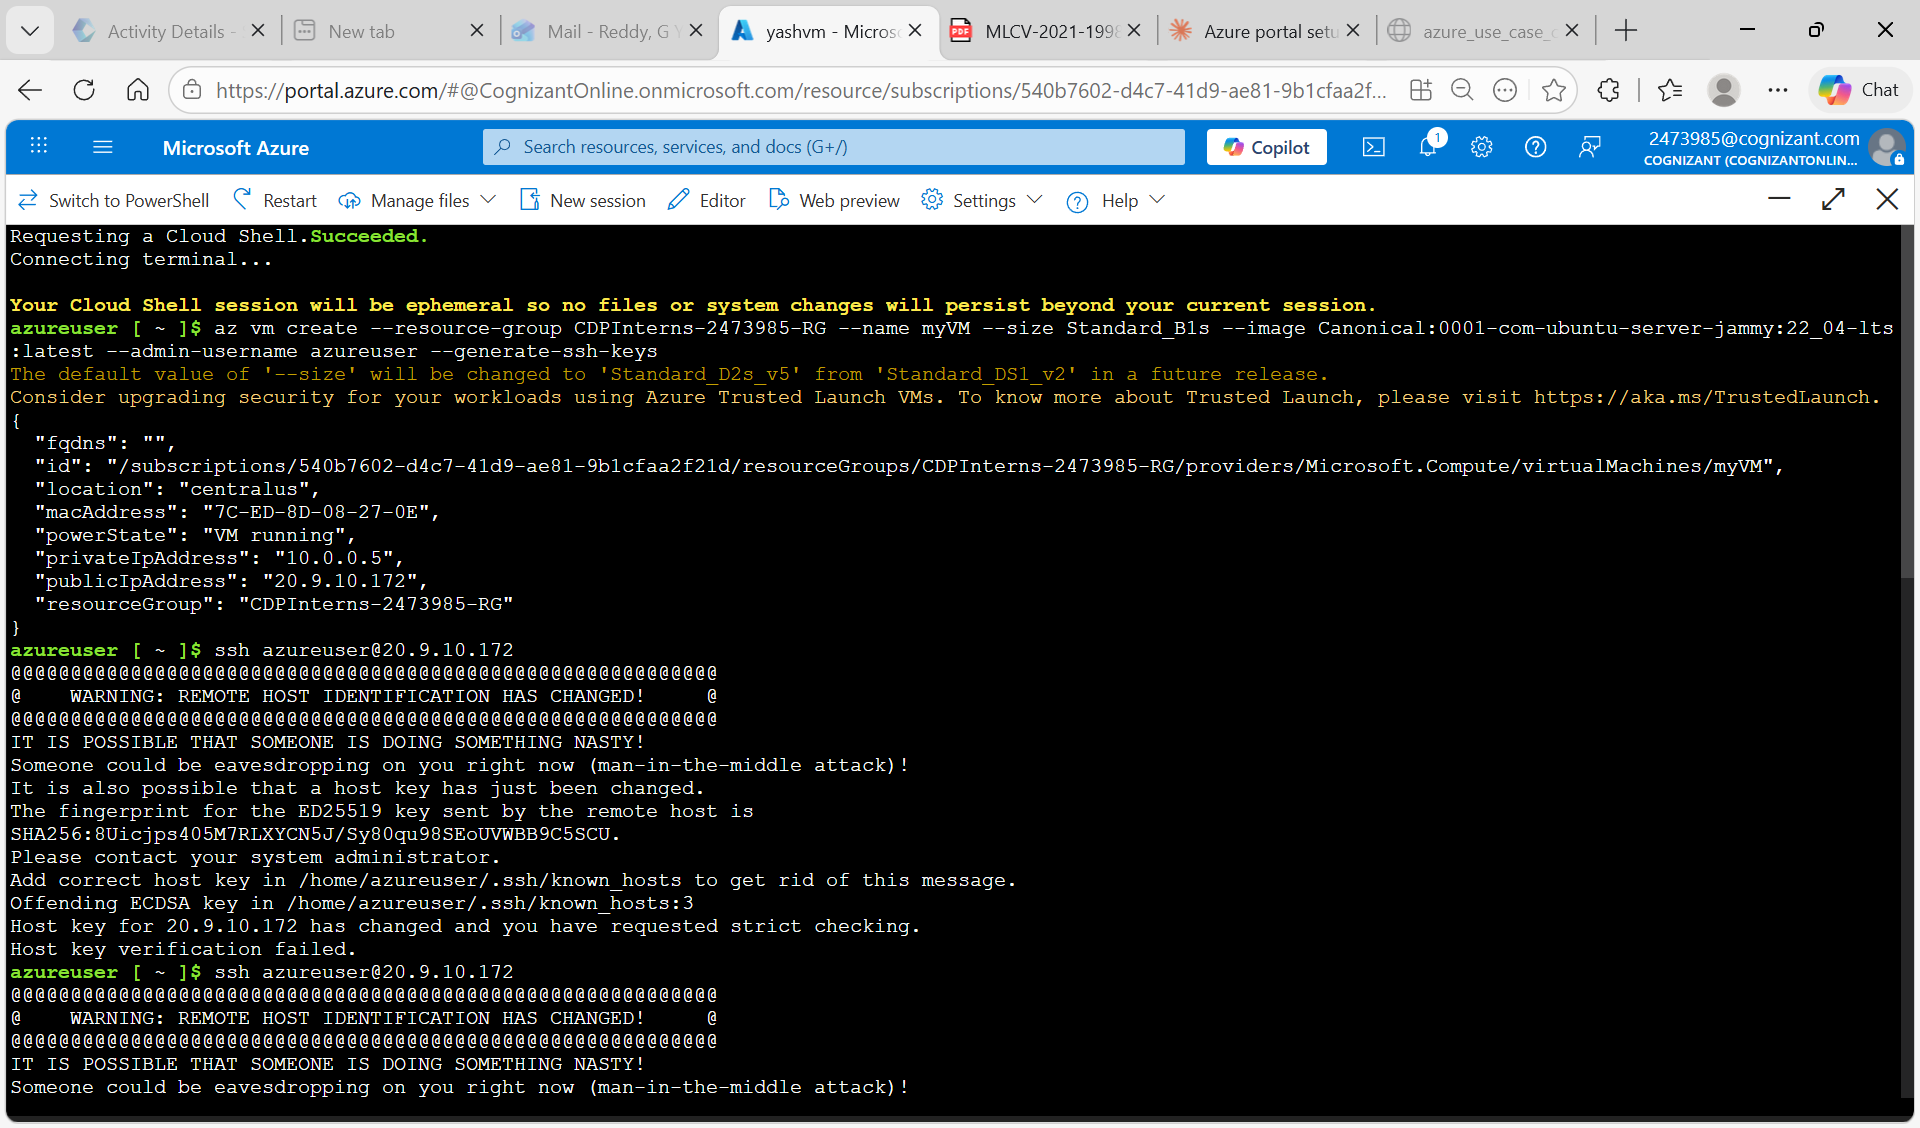 Activity Details -
New tab
Mail - Reddy, G Y
yashvm - Micros
MLCV-2021-1998
Azure portal setu
azure_use_case_
https://portal.azure.com/#@CognizantOnline.onmicrosoft.com/resource/subscriptions/540b7602-d4c7-41d9-ae81-9b1cfaa2f...
Chat
Microsoft Azure
Search resources, services, and docs (G+/)
Copilot
1
2473985@cognizant.com
COGNIZANT (COGNIZANTONLIN...
Switch to PowerShell
Restart
Manage files
New session
Editor
Web preview
Settings
Help
Requesting a Cloud Shell.Succeeded.
Connecting terminal...
Your Cloud Shell session will be ephemeral so no files or system changes will persist beyond your current session.
azureuser [ ~ ]$ az vm create --resource-group CDPInterns-2473985-RG --name myVM --size Standard_B1s --image Canonical:0001-com-ubuntu-server-jammy:22_04-lts
:latest --admin-username azureuser --generate-ssh-keys
The default value of '--size' will be changed to 'Standard_D2s_v5' from 'Standard_DS1_v2' in a future release.
Consider upgrading security for your workloads using Azure Trusted Launch VMs. To know more about Trusted Launch, please visit https://aka.ms/TrustedLaunch.
{
  "fqdns": "",
  "id": "/subscriptions/540b7602-d4c7-41d9-ae81-9b1cfaa2f21d/resourceGroups/CDPInterns-2473985-RG/providers/Microsoft.Compute/virtualMachines/myVM",
  "location": "centralus",
  "macAddress": "7C-ED-8D-08-27-0E",
  "powerState": "VM running",
  "privateIpAddress": "10.0.0.5",
  "publicIpAddress": "20.9.10.172",
  "resourceGroup": "CDPInterns-2473985-RG"
}
azureuser [ ~ ]$ ssh azureuser@20.9.10.172
@@@@@@@@@@@@@@@@@@@@@@@@@@@@@@@@@@@@@@@@@@@@@@@@@@@@@@@@@@@
@    WARNING: REMOTE HOST IDENTIFICATION HAS CHANGED!     @
@@@@@@@@@@@@@@@@@@@@@@@@@@@@@@@@@@@@@@@@@@@@@@@@@@@@@@@@@@@
IT IS POSSIBLE THAT SOMEONE IS DOING SOMETHING NASTY!
Someone could be eavesdropping on you right now (man-in-the-middle attack)!
It is also possible that a host key has just been changed.
The fingerprint for the ED25519 key sent by the remote host is
SHA256:8Uicjps405M7RLXYCN5J/Sy80qu98SEoUVWBB9C5SCU.
Please contact your system administrator.
Add correct host key in /home/azureuser/.ssh/known_hosts to get rid of this message.
Offending ECDSA key in /home/azureuser/.ssh/known_hosts:3
Host key for 20.9.10.172 has changed and you have requested strict checking.
Host key verification failed.
azureuser [ ~ ]$ ssh azureuser@20.9.10.172
@@@@@@@@@@@@@@@@@@@@@@@@@@@@@@@@@@@@@@@@@@@@@@@@@@@@@@@@@@@
@    WARNING: REMOTE HOST IDENTIFICATION HAS CHANGED!     @
@@@@@@@@@@@@@@@@@@@@@@@@@@@@@@@@@@@@@@@@@@@@@@@@@@@@@@@@@@@
IT IS POSSIBLE THAT SOMEONE IS DOING SOMETHING NASTY!
Someone could be eavesdropping on you right now (man-in-the-middle attack)!